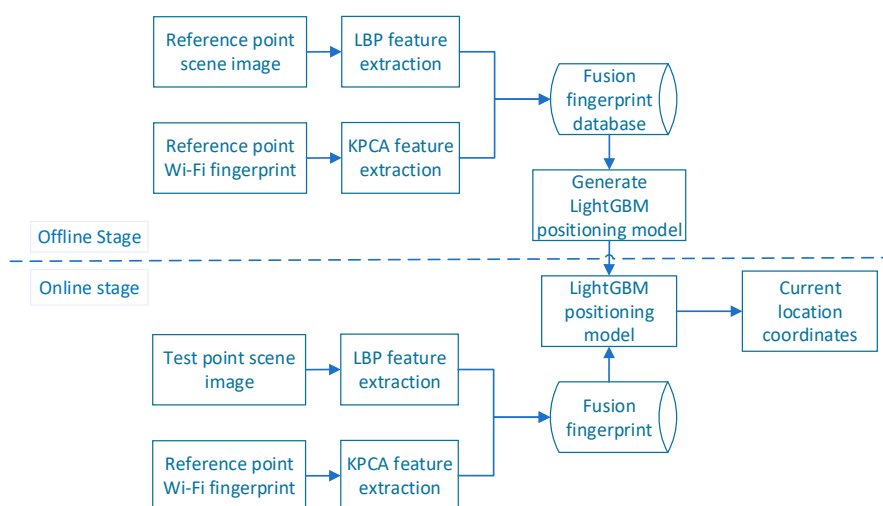 Reference point
scene image
LBP feature
extraction
Fusion
fingerprint
database
Reference point
Wi-Fi fingerprint
KPCA feature
extraction
Generate
LightGBM
positioning model
Offline Stage
Online stage
LightGBM
positioning
model
Current
location
coordinates
Test point scene
image
LBP feature
extraction
Fusion
fingerprint
Reference point
Wi-Fi fingerprint
KPCA feature
extraction